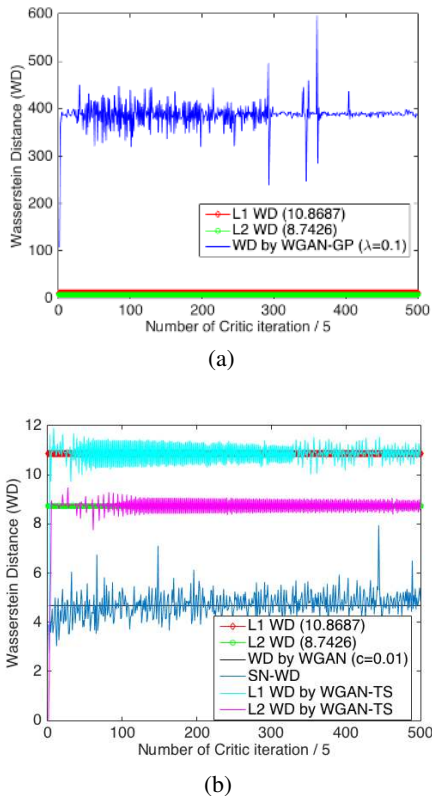 600
500
400
300
200
100
0
Wasserstein Distance (WD)
L1 WD (10.8687)
L2 WD (8.7426)
WD by WGAN-GP (λ=0.1)
0 100 200 300 400 500
Number of Critic iteration / 5
(a)
12
10
8
6
4
2
0
Wasserstein Distance (WD)
L1 WD (10.8687)
L2 WD (8.7426)
WD by WGAN (c=0.01)
SN-WD
L1 WD by WGAN-TS
L2 WD by WGAN-TS
0 100 200 300 400 500
Number of Critic iteration / 5
(b)